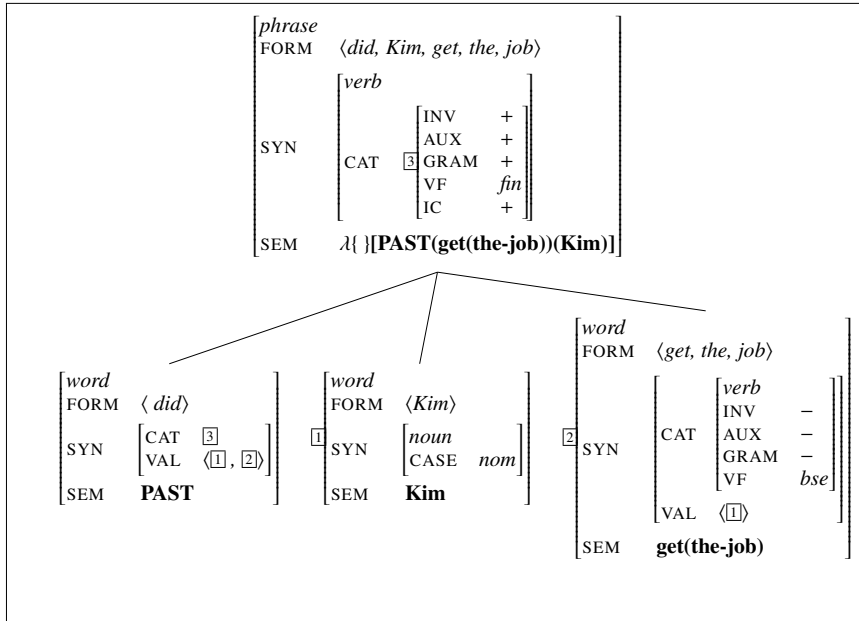 phrase
FORM ⟨did, Kim, get, the, job⟩
verb
INV +
AUX +
SYN CAT 3 GRAM +
VF fin
IC +
SEM λ{ }[PAST(get(the-job))(Kim)]
word
FORM ⟨ did⟩
SYN CAT 3
VAL ⟨1 , 2⟩
SEM PAST
1
word
FORM ⟨Kim⟩
SYN noun
CASE nom
SEM Kim
2
word
FORM ⟨get, the, job⟩
verb
INV −
SYN CAT AUX −
GRAM −
VF bse
VAL ⟨1⟩
SEM get(the-job)